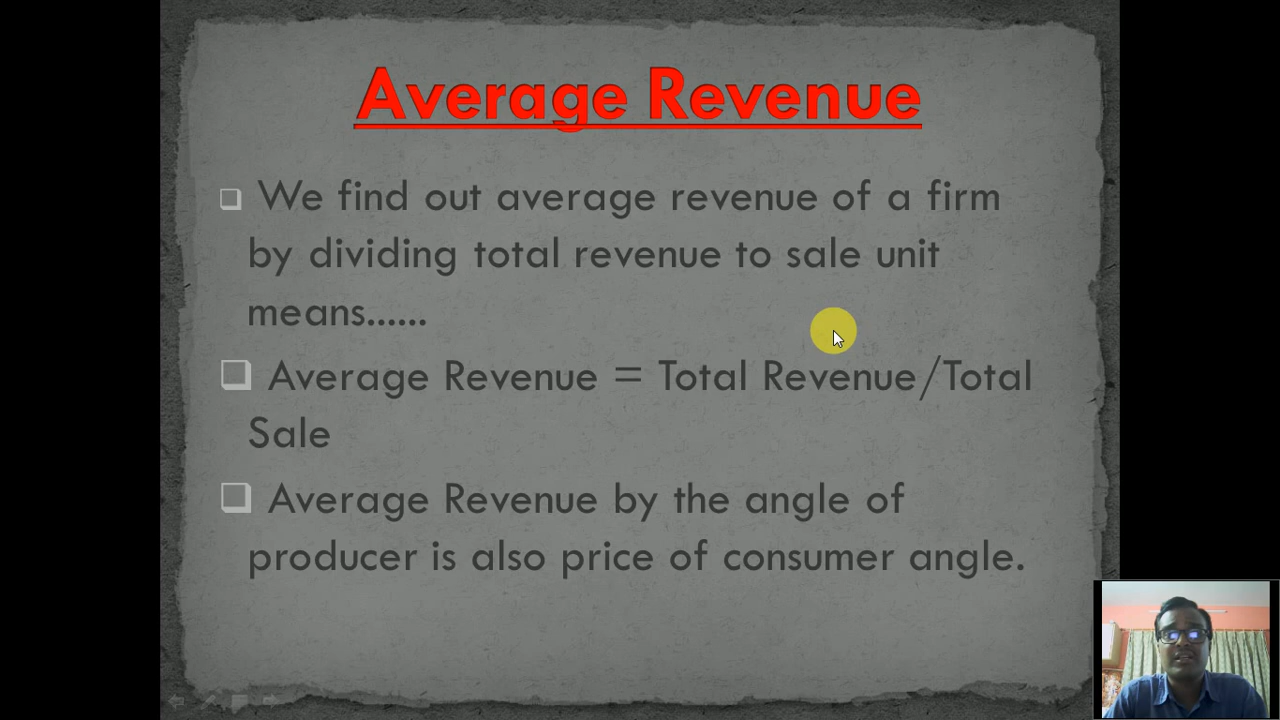 Average Revenue
We find out average revenue of a firm
by dividing total revenue to sale unit
means......
Average Revenue = Total Revenue/Total
Sale
Average Revenue by the angle of
producer is also price of consumer angle.